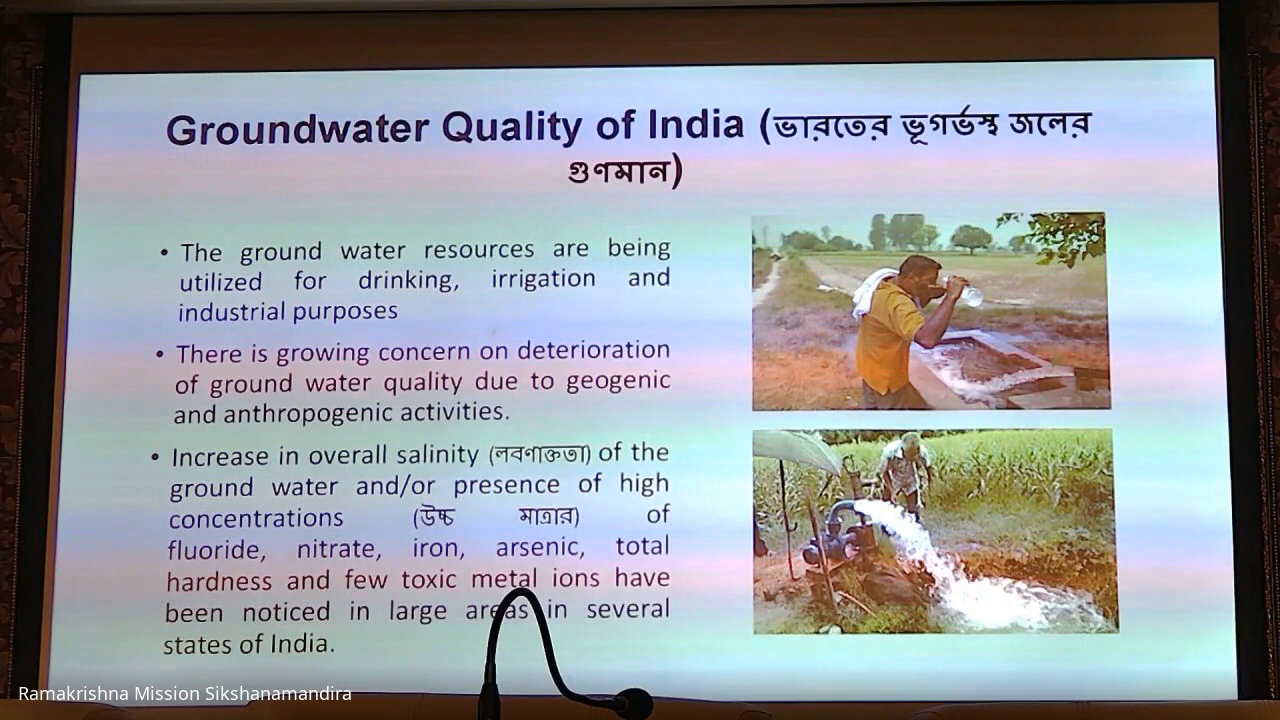 Groundwater Quality of India (ভারতের ভূগর্ভস্থ জলের
গুণমান)
• The ground water resources are being
utilized for drinking, irrigation and
industrial purposes
• There is growing concern on deterioration
of ground water quality due to geogenic
and anthropogenic activities.
• Increase in overall salinity (লবণাক্ততা) of the
ground water and/or presence of high
concentrations (উচ্চ মাত্রার) of
fluoride, nitrate, iron, arsenic, total
hardness and few toxic metal ions have
been noticed in large areas in several
states of India.
Ramakrishna Mission Sikshanamandira